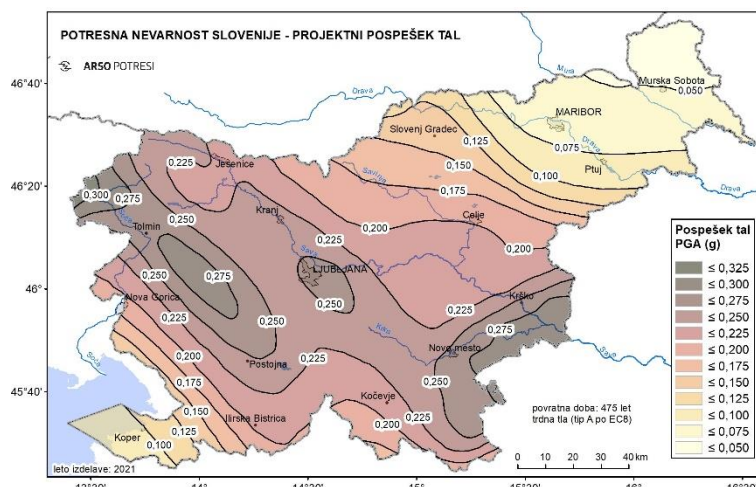 POTRESNA NEVARNOST SLOVENIJE - PROJEKTNI POSPEŠEK TAL
ARSO POTRESI
46°40'
46°20'
46°
45°40'
Mura
Murska Sobota
0,050
Drava
MARIBOR
Slovenj Gradec
0,125
0,075
Drava
0,150
0,100
Ptuj
Drava
0,225
Jesenice
Savinja
0,175
0,300
0,275
0,250
Kranj
0,200
Celje
Tolmin
0,225
0,200
Sava
LJUBLJANA
0,275
0,250
0,250
0,225
Krško
Nova Gorica
0,275
0,225
0,250
Krka
Novo mesto
Sava
Soča
0,200
Postojna
0,225
0,250
0,175
0,150
Kočevje
0,225
Ilirska Bistrica
0,200
0,125
Koper
0,100
povratna doba: 475 let
trdna tla (tip A po EC8)
0 10 20 40 km
leto izdelave: 2021
Pospešek tal
PGA (g)
≤ 0,325
≤ 0,300
≤ 0,275
≤ 0,250
≤ 0,225
≤ 0,200
≤ 0,175
≤ 0,150
≤ 0,125
≤ 0,100
≤ 0,075
≤ 0,050